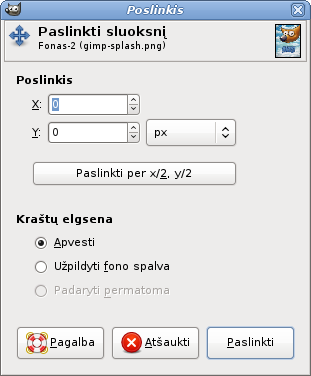 Poslinkis
Paslinkti sluoksnį
Fonas-2 (gimp-splash.png)
Poslinkis
X: 0
Y: 0 px
Paslinkti per x/2, y/2
Kraštų elgsena
Apvesti
Užpildyti fono spalva
Padaryti permatoma
Pagalba Atšaukti Paslinkti